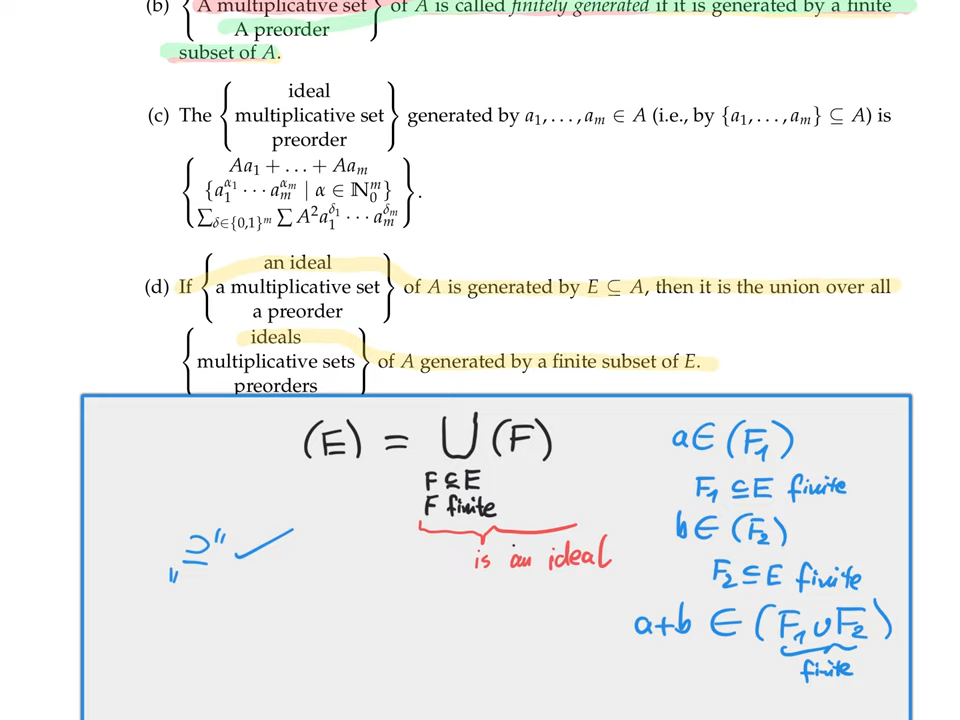 (b) { A multiplicative set } of A is called finitely generated if it is generated by a finite
A preorder
subset of A.
(c) The { ideal
multiplicative set
preorder } generated by a₁, . . . , aₘ ∈ A (i.e., by {a₁, . . . , aₘ} ⊆ A) is
{ Aa₁ + . . . + Aaₘ
{a₁^{α₁} · · · aₘ^{αₘ} | α ∈ ℕ₀^m}
∑_{δ∈{0,1}^m} ∑ A² a₁^{δ₁} · · · aₘ^{δₘ} } .
(d) If { an ideal
a multiplicative set
a preorder } of A is generated by E ⊆ A, then it is the union over all
{ ideals
multiplicative sets
preorders } of A generated by a finite subset of E.
(E) = ⋃ (F)
F ⊆ E
F finite
is an ideal
"⊇" ✓
a ∈ (F₁)
F₁ ⊆ E finite
b ∈ (F₂)
F₂ ⊆ E finite
a+b ∈ (F₁ ∪ F₂)
finite